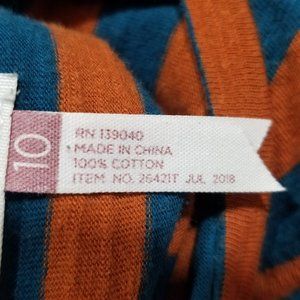 10
RN 139040
MADE IN CHINA
100% COTTON
ITEM NO. 26421T JUL 2018